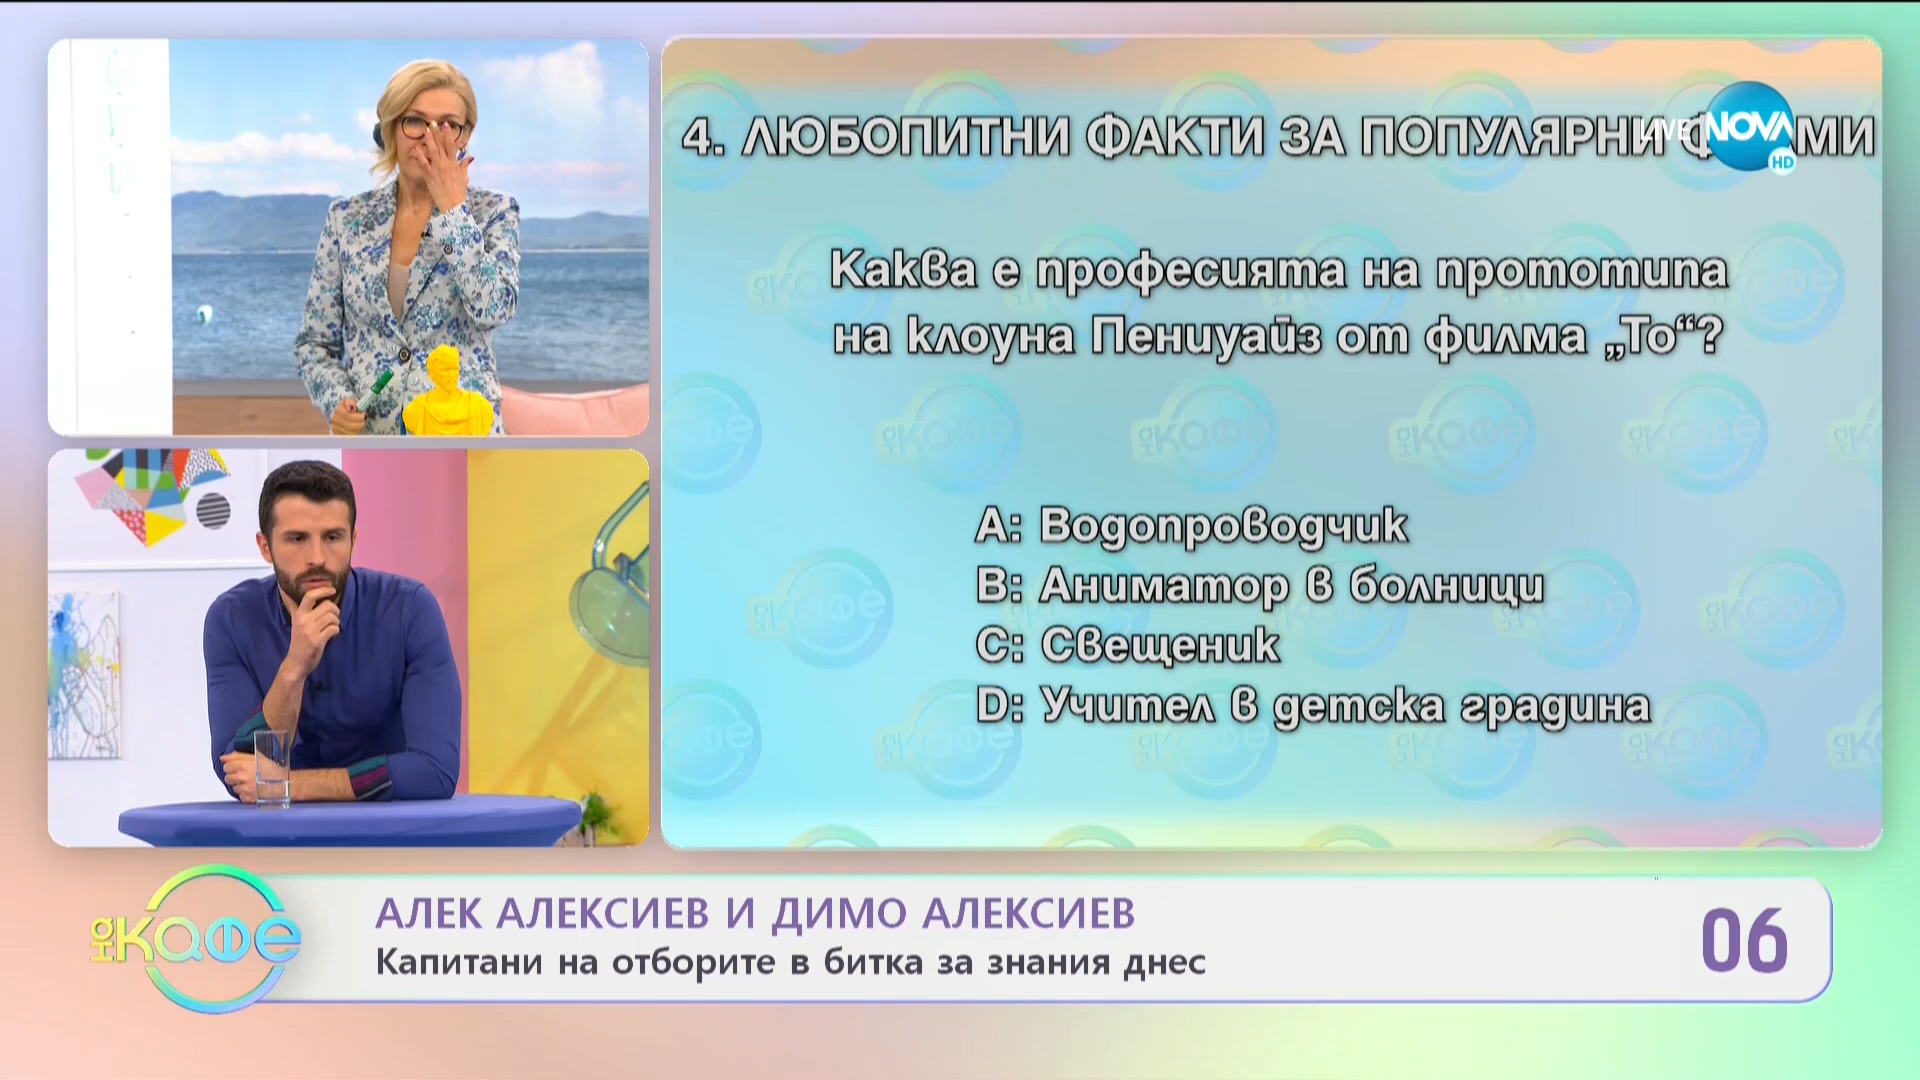 4. ЛЮБОПИТНИ ФАКТИ ЗА ПОПУЛЯРНИ
LIVE NOVA HD
Каква е професията на прототипа
на клоуна Пениуайз от филма „То“?
A: Водопроводчик
B: Аниматор в болници
C: Свещеник
D: Учител в детска градина
НА КАФЕ
АЛЕК АЛЕКСИЕВ И ДИМО АЛЕКСИЕВ
Капитани на отборите в битка за знания днес
06